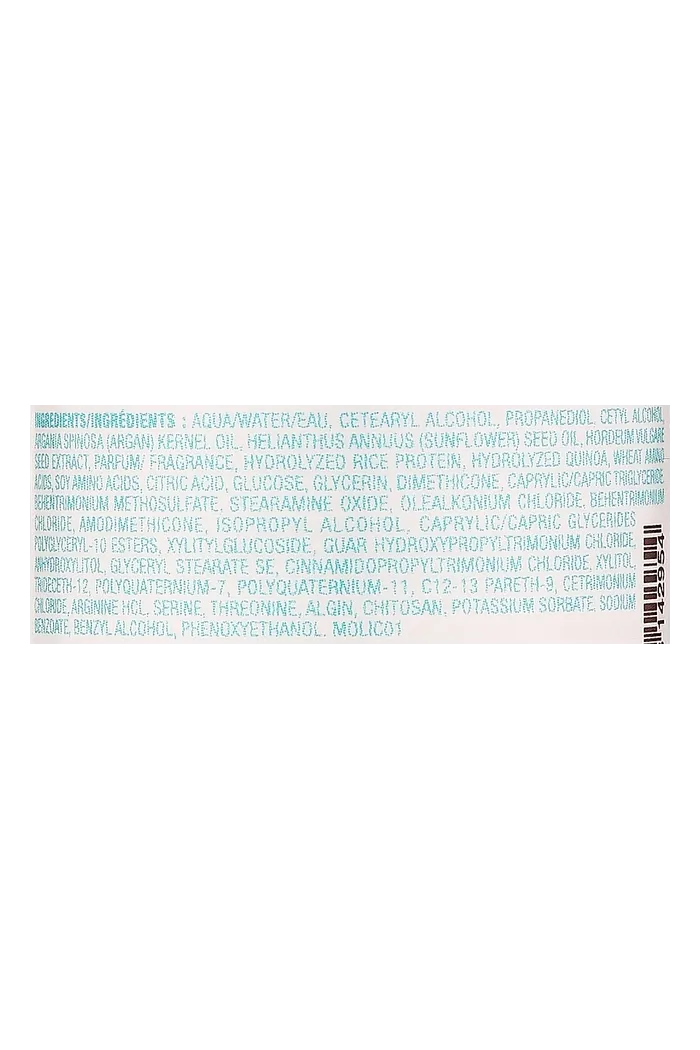 INGREDIENTS/INGRÉDIENTS : AQUA/WATER/EAU, CETEARYL ALCOHOL, PROPANEDIOL, CETYL ALCOHOL,
ARGANIA SPINOSA (ARGAN) KERNEL OIL, HELIANTHUS ANNUUS (SUNFLOWER) SEED OIL, HORDEUM VULGARE
SEED EXTRACT, PARFUM/ FRAGRANCE, HYDROLYZED RICE PROTEIN, HYDROLYZED QUINOA, WHEAT AMINO
ACIDS, SOY AMINO ACIDS, CITRIC ACID, GLUCOSE, GLYCERIN, DIMETHICONE, CAPRYLIC/CAPRIC TRIGLYCERIDE,
BEHENTRIMONIUM METHOSULFATE, STEARAMINE OXIDE, OLEALKONIUM CHLORIDE, BEHENTRIMONIUM
CHLORIDE, AMODIMETHICONE, ISOPROPYL ALCOHOL, CAPRYLIC/CAPRIC GLYCERIDES
POLYGLYCERYL-10 ESTERS, XYLITYLGLUCOSIDE, GUAR HYDROXYPROPYLTRIMONIUM CHLORIDE,
ANHYDROXYLITOL, GLYCERYL STEARATE SE, CINNAMIDOPROPYLTRIMONIUM CHLORIDE, XYLITOL,
TRIDECETH-12, POLYQUATERNIUM-7, POLYQUATERNIUM-11, C12-13 PARETH-9, CETRIMONIUM
CHLORIDE, ARGININE HCL, SERINE, THREONINE, ALGIN, CHITOSAN, POTASSIUM SORBATE, SODIUM
BENZOATE, BENZYL ALCOHOL, PHENOXYETHANOL. MOLIC01
142954